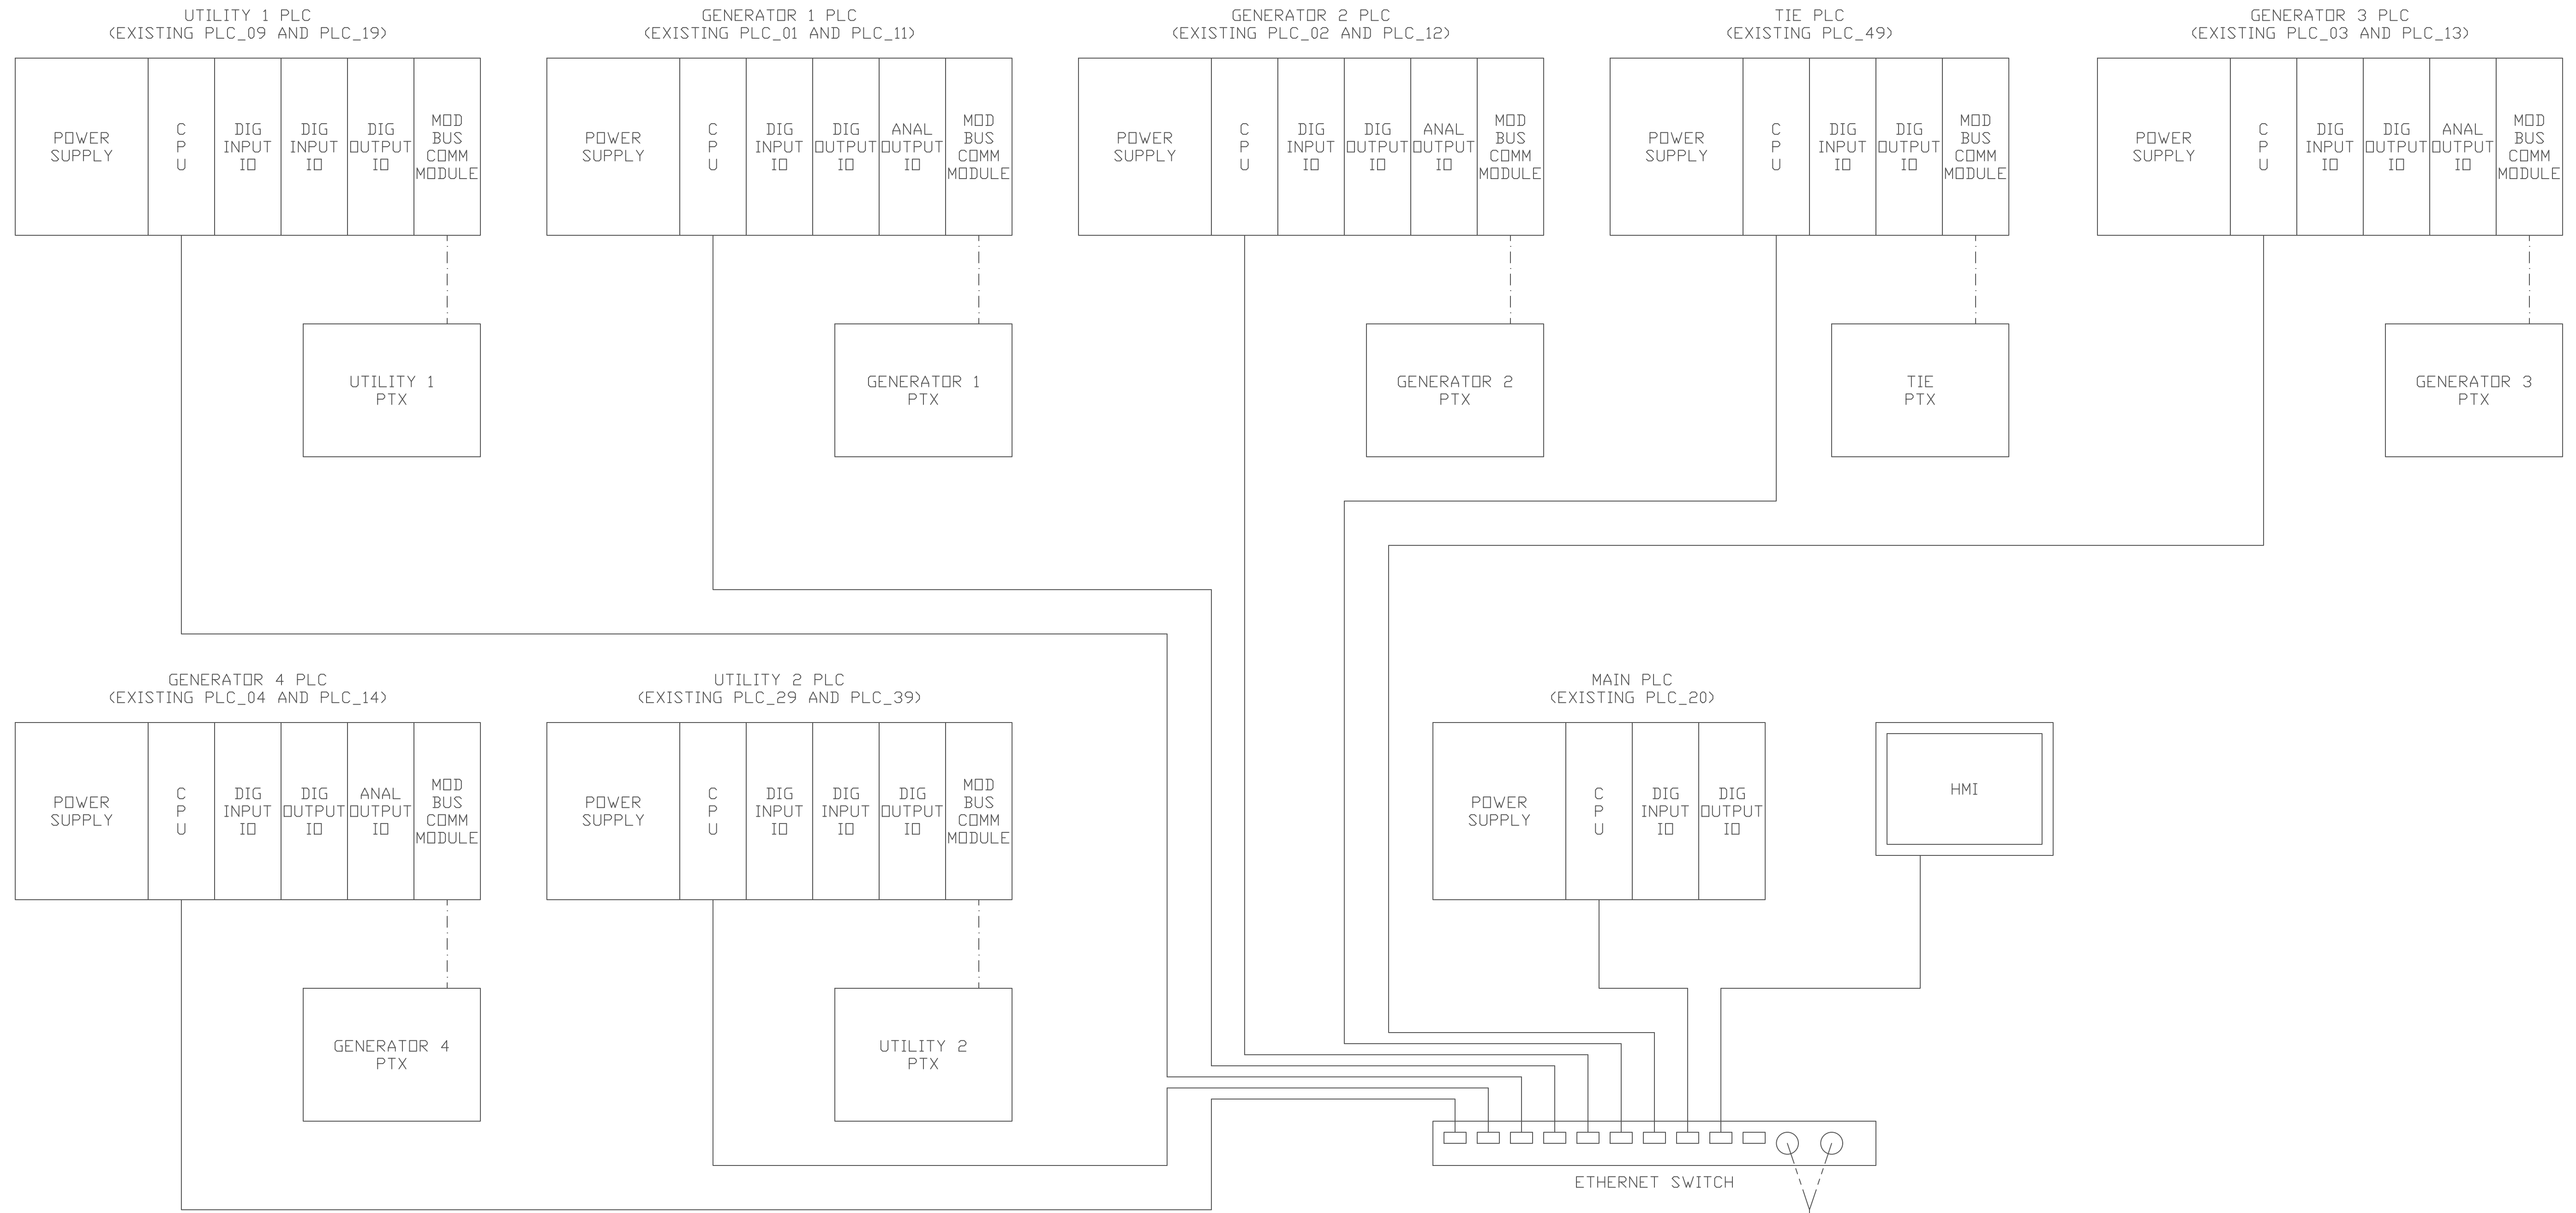 UTILITY 1 PLC
(EXISTING PLC_09 AND PLC_19)
POWER
SUPPLY
C
P
U
DIG
INPUT
IO
DIG
INPUT
IO
DIG
OUTPUT
IO
MOD
BUS
COMM
MODULE
UTILITY 1
PTX
GENERATOR 1 PLC
(EXISTING PLC_01 AND PLC_11)
POWER
SUPPLY
C
P
U
DIG
INPUT
IO
DIG
OUTPUT
IO
ANAL
OUTPUT
IO
MOD
BUS
COMM
MODULE
GENERATOR 1
PTX
GENERATOR 2 PLC
(EXISTING PLC_02 AND PLC_12)
POWER
SUPPLY
C
P
U
DIG
INPUT
IO
DIG
OUTPUT
IO
ANAL
OUTPUT
IO
MOD
BUS
COMM
MODULE
GENERATOR 2
PTX
TIE PLC
(EXISTING PLC_49)
POWER
SUPPLY
C
P
U
DIG
INPUT
IO
DIG
OUTPUT
IO
MOD
BUS
COMM
MODULE
TIE
PTX
GENERATOR 3 PLC
(EXISTING PLC_03 AND PLC_13)
POWER
SUPPLY
C
P
U
DIG
INPUT
IO
DIG
OUTPUT
IO
ANAL
OUTPUT
IO
MOD
BUS
COMM
MODULE
GENERATOR 3
PTX
GENERATOR 4 PLC
(EXISTING PLC_04 AND PLC_14)
POWER
SUPPLY
C
P
U
DIG
INPUT
IO
DIG
OUTPUT
IO
ANAL
OUTPUT
IO
MOD
BUS
COMM
MODULE
GENERATOR 4
PTX
UTILITY 2 PLC
(EXISTING PLC_29 AND PLC_39)
POWER
SUPPLY
C
P
U
DIG
INPUT
IO
DIG
INPUT
IO
DIG
OUTPUT
IO
MOD
BUS
COMM
MODULE
UTILITY 2
PTX
MAIN PLC
(EXISTING PLC_20)
POWER
SUPPLY
C
P
U
DIG
INPUT
IO
DIG
OUTPUT
IO
HMI
ETHERNET SWITCH